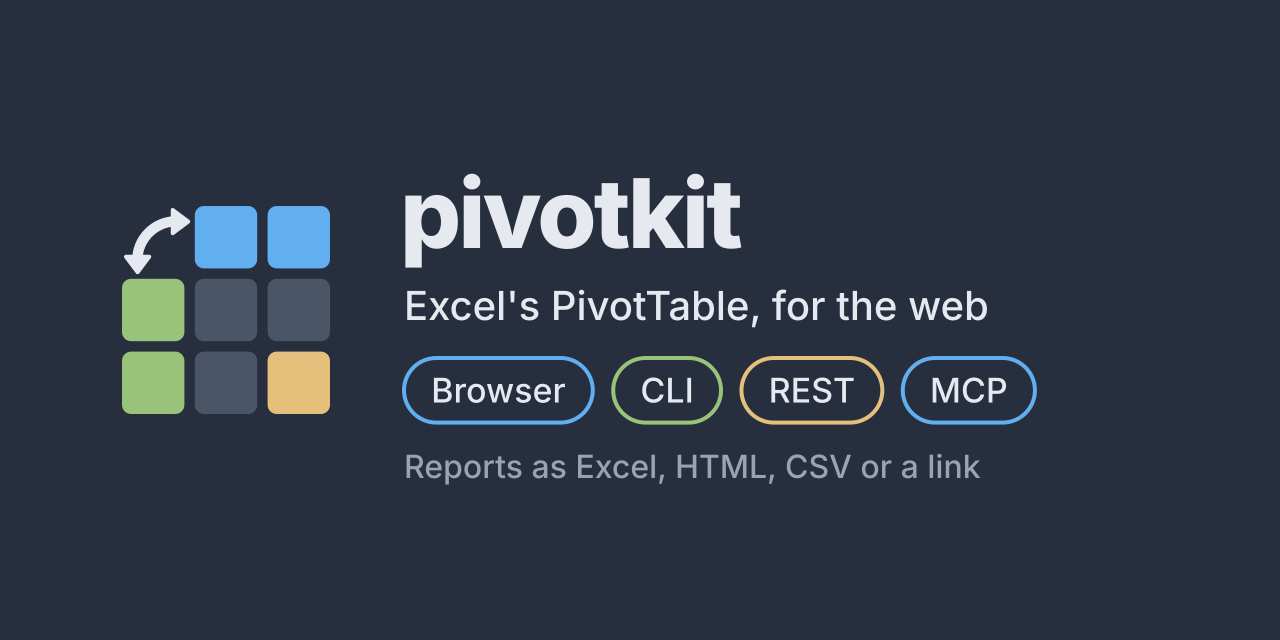 pivotkit
Excel's PivotTable, for the web
Browser CLI REST MCP
Reports as Excel, HTML, CSV or a link